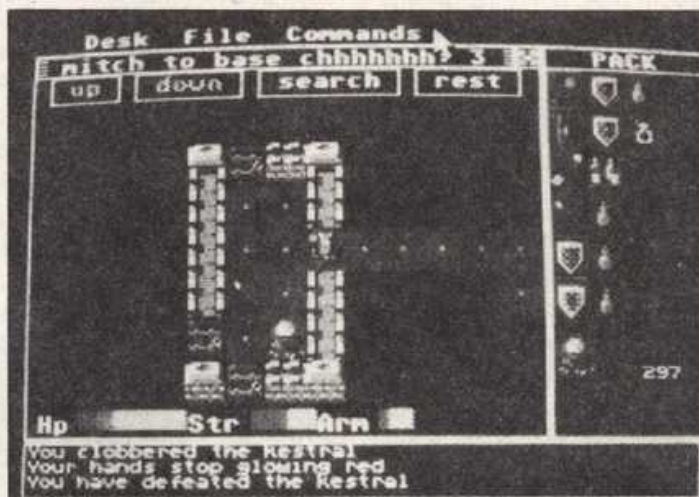 Desk File Commands
mitch to base chhhhhhh? 3
PACK
up down search rest
297
Hp Str Arm
You clobbered the Kestral
Your hands stop glowing red
You have defeated the Kestral